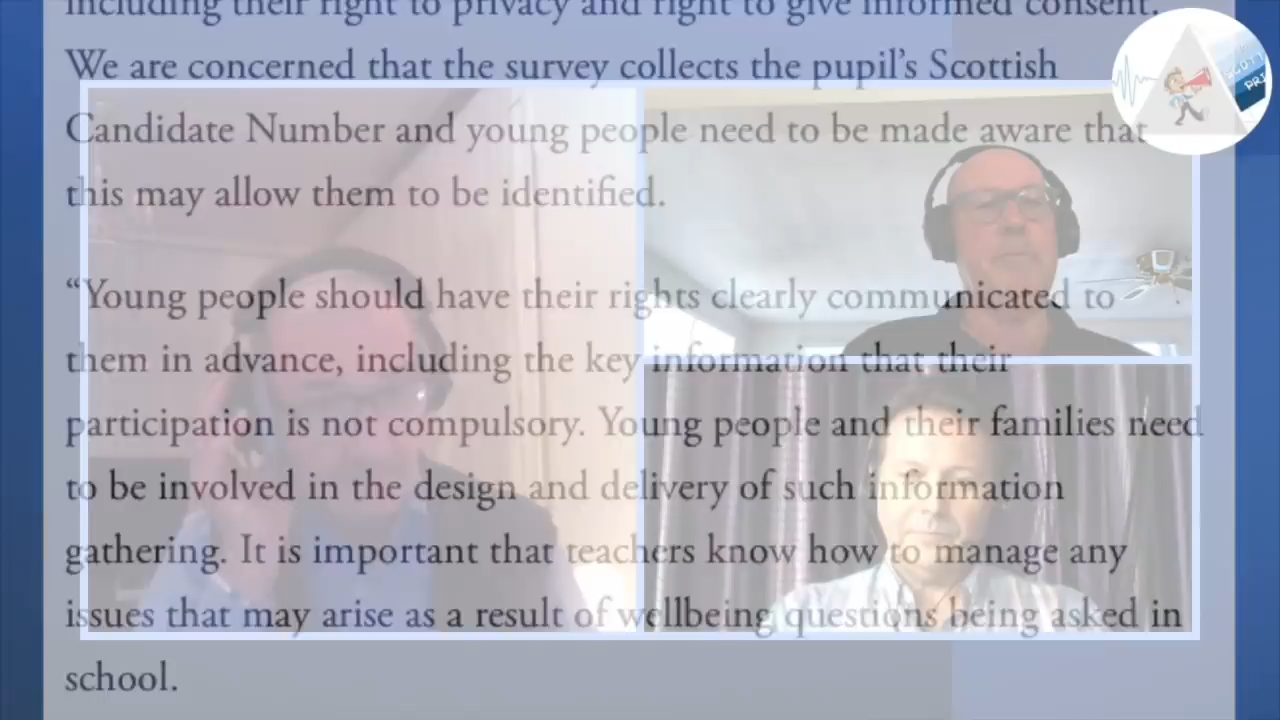 including their right to privacy and right to give informed consent.
We are concerned that the survey collects the pupil’s Scottish
Candidate Number and young people need to be made aware that
this may allow them to be identified.
“Young people should have their rights clearly communicated to
them in advance, including the key information that their
participation is not compulsory. Young people and their families need
to be involved in the design and delivery of such information
gathering. It is important that teachers know how to manage any
issues that may arise as a result of wellbeing questions being asked in
school.